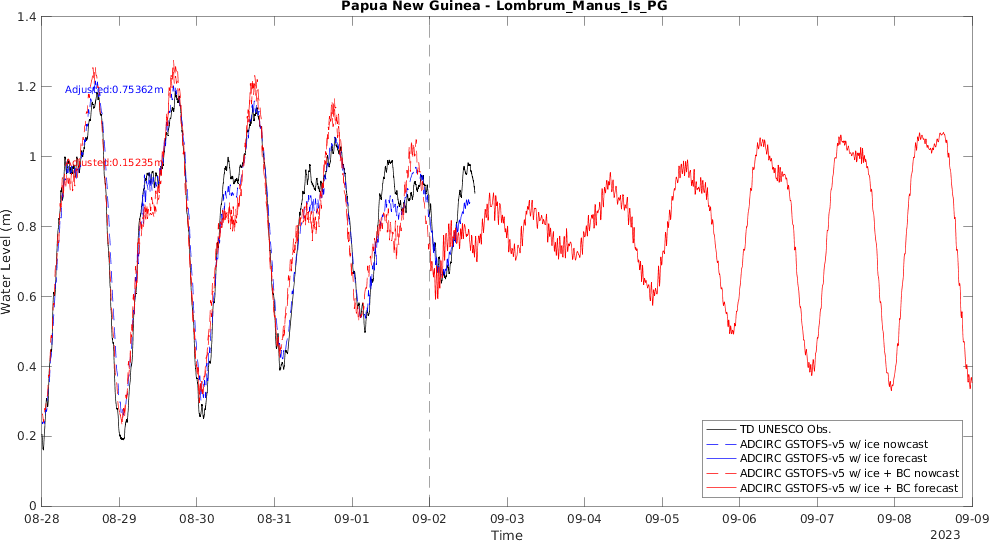 Papua New Guinea - Lombrum_Manus_Is_PG
1.4
1.2
1
0.8
0.6
0.4
0.2
0
Water Level (m)
Adjusted:0.75362m
Adjusted:0.15235m
TD UNESCO Obs.
ADCIRC GSTOFS-v5 w/ ice nowcast
ADCIRC GSTOFS-v5 w/ ice forecast
ADCIRC GSTOFS-v5 w/ ice + BC nowcast
ADCIRC GSTOFS-v5 w/ ice + BC forecast
08-28 08-29 08-30 08-31 09-01 09-02 09-03 09-04 09-05 09-06 09-07 09-08 09-09
Time
2023